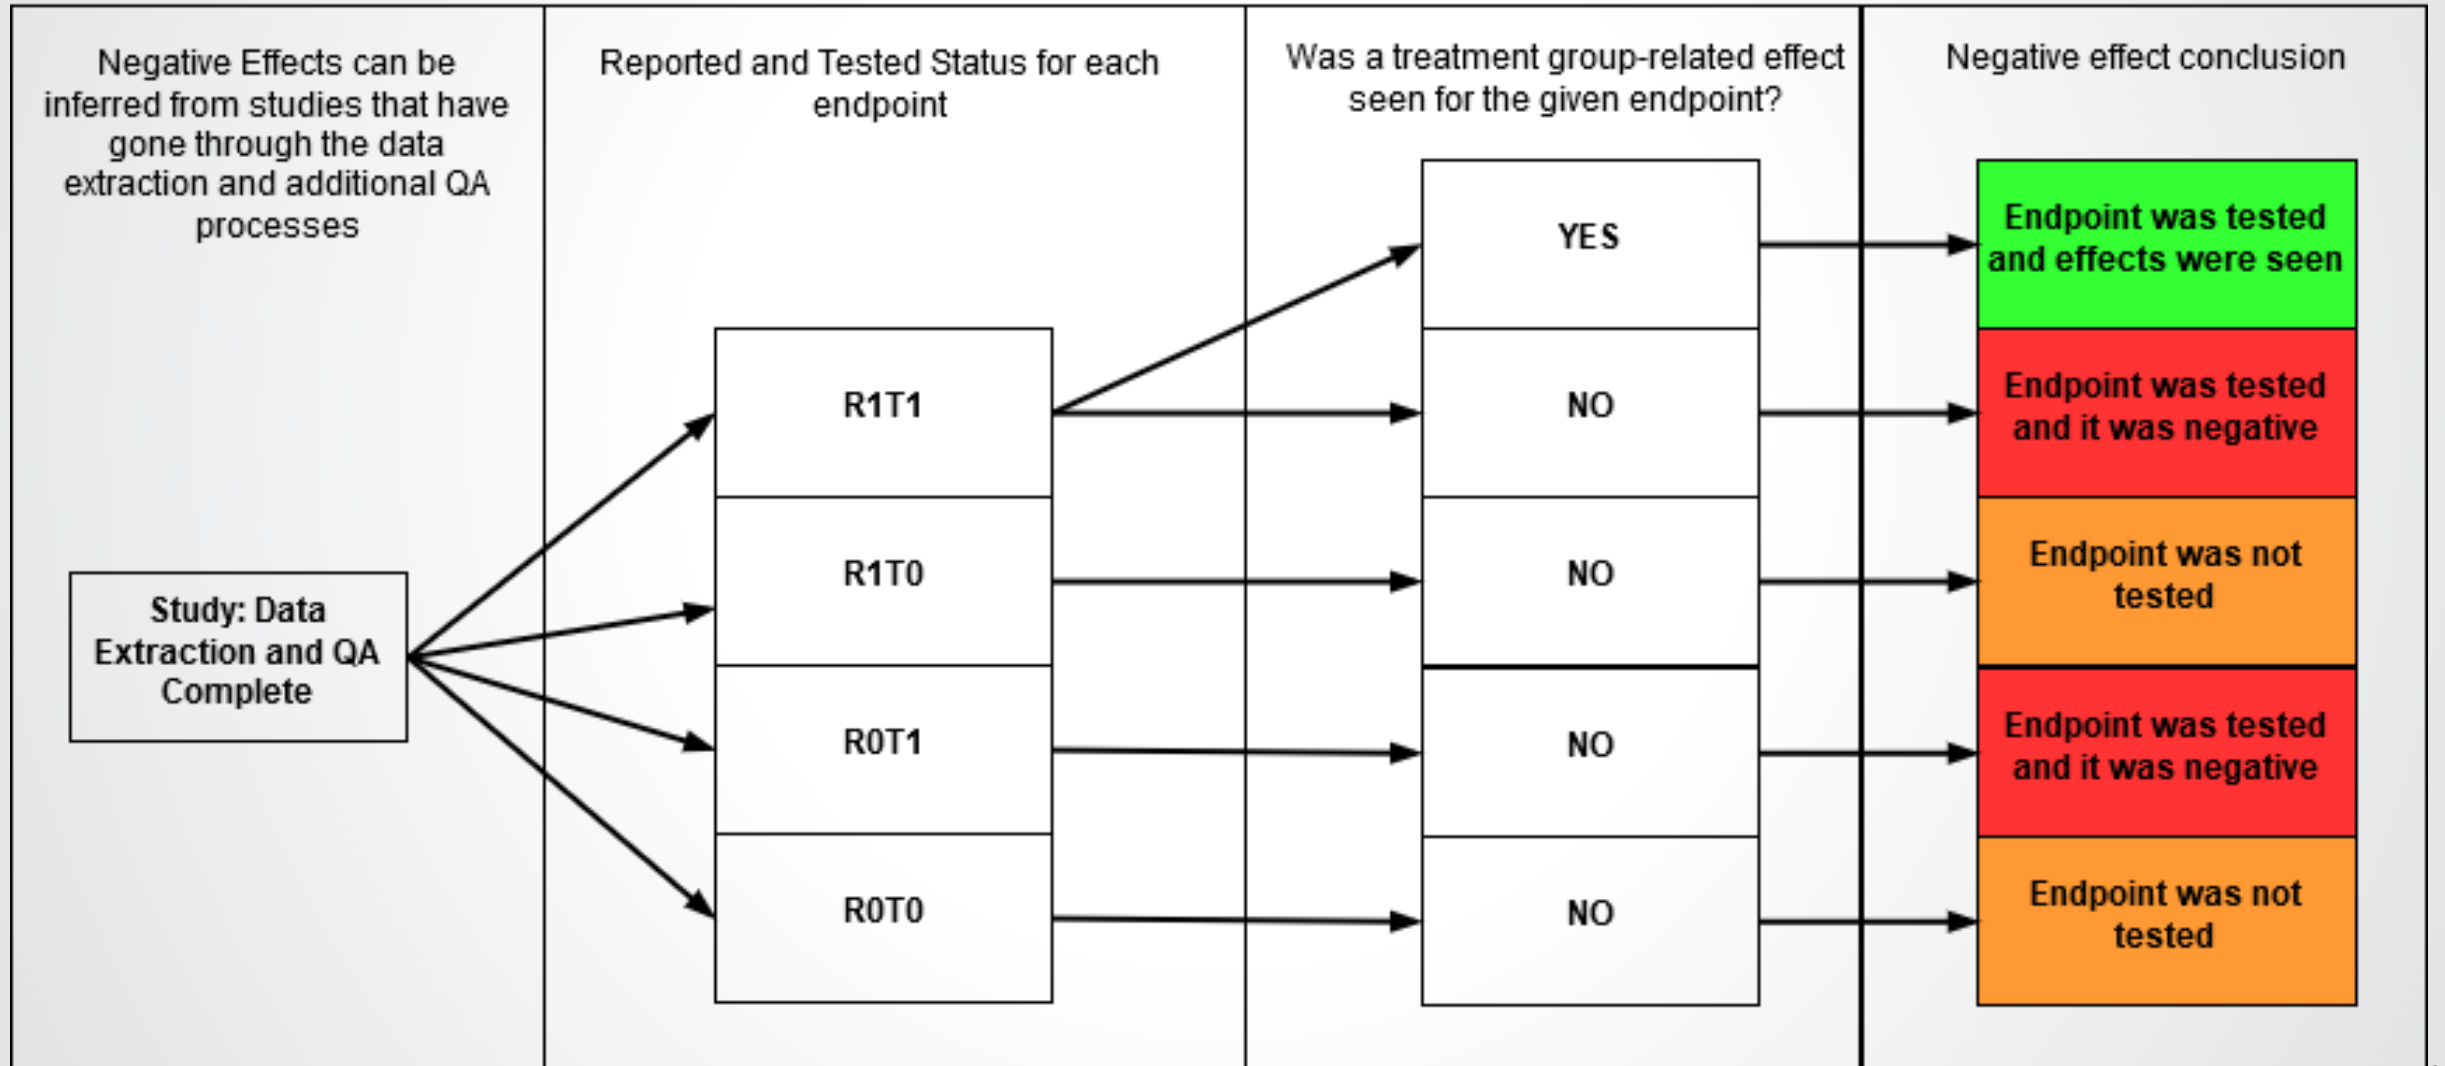 Negative Effects can be
inferred from studies that have
gone through the data
extraction and additional QA
processes
Reported and Tested Status for each
endpoint
Was a treatment group-related effect
seen for the given endpoint?
Negative effect conclusion
Study: Data
Extraction and QA
Complete
R1T1
R1T0
R0T1
R0T0
YES
NO
NO
NO
NO
Endpoint was tested
and effects were seen
Endpoint was tested
and it was negative
Endpoint was not
tested
Endpoint was tested
and it was negative
Endpoint was not
tested